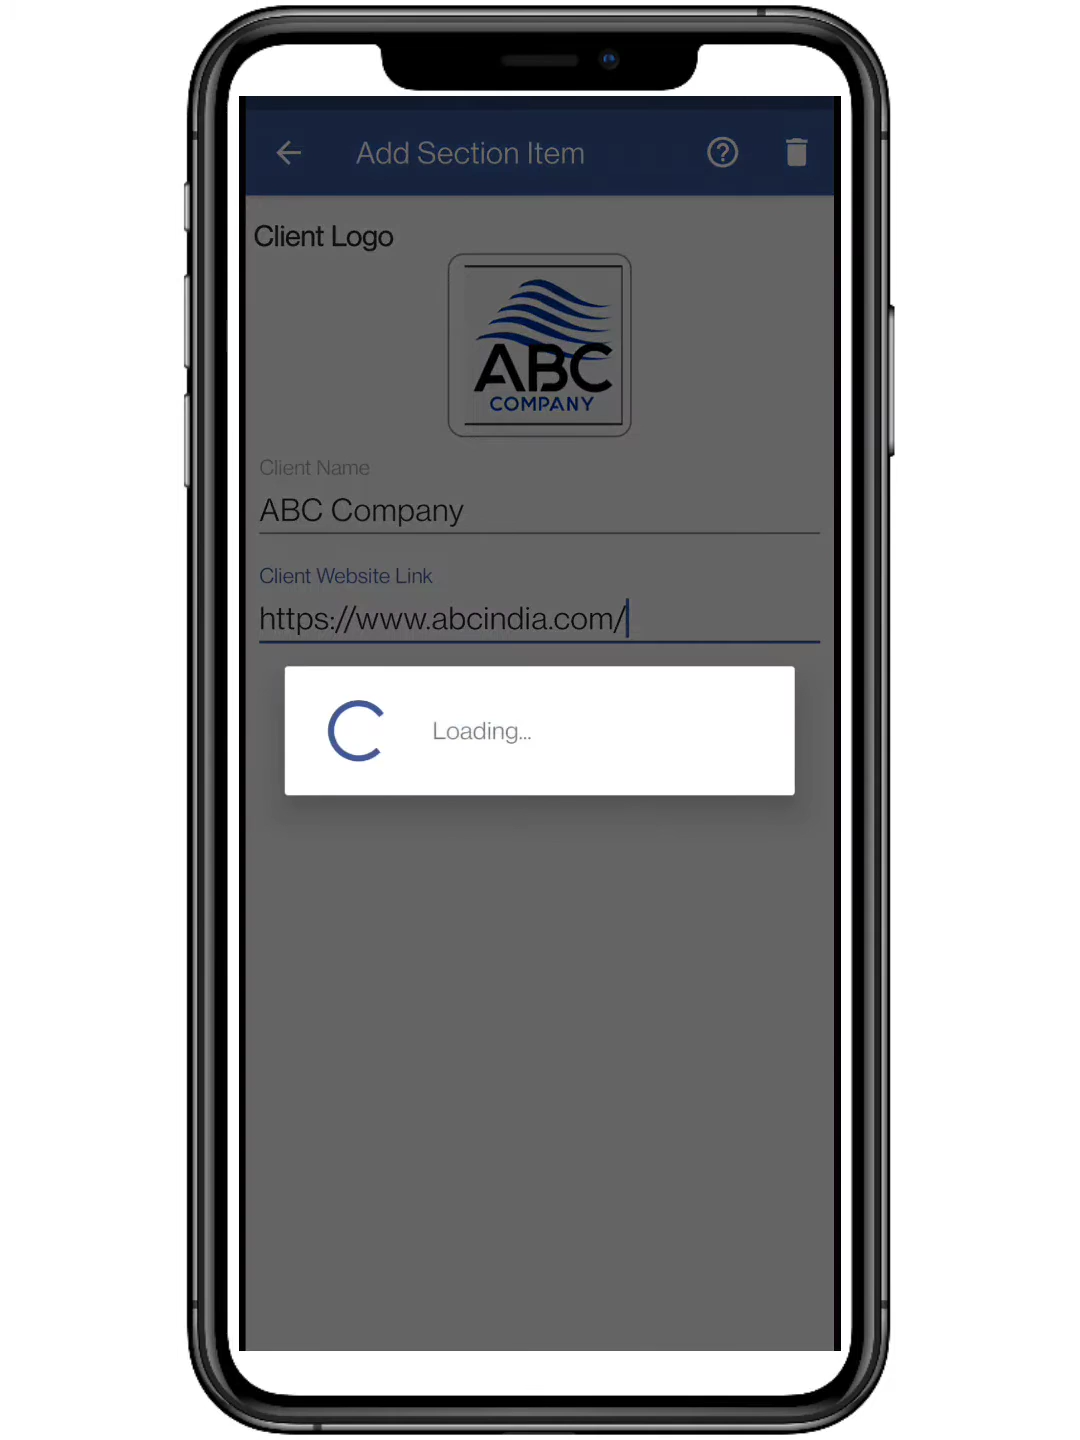 Add Section Item
Client Logo
ABC
COMPANY
Client Name
ABC Company
Client Website Link
https://www.abcindia.com/
Loading...